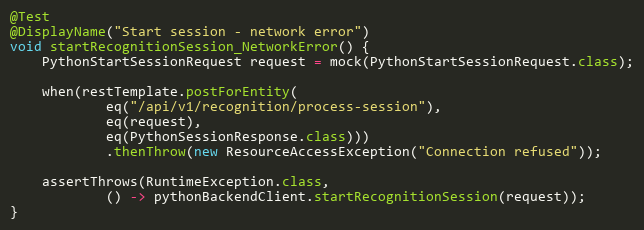 @Test
@DisplayName("Start session - network error")
void startRecognitionSession_NetworkError() {
    PythonStartSessionRequest request = mock(PythonStartSessionRequest.class);

    when(restTemplate.postForEntity(
            eq("/api/v1/recognition/process-session"),
            eq(request),
            eq(PythonSessionResponse.class)))
            .thenThrow(new ResourceAccessException("Connection refused"));

    assertThrows(RuntimeException.class,
            () -> pythonBackendClient.startRecognitionSession(request));
}